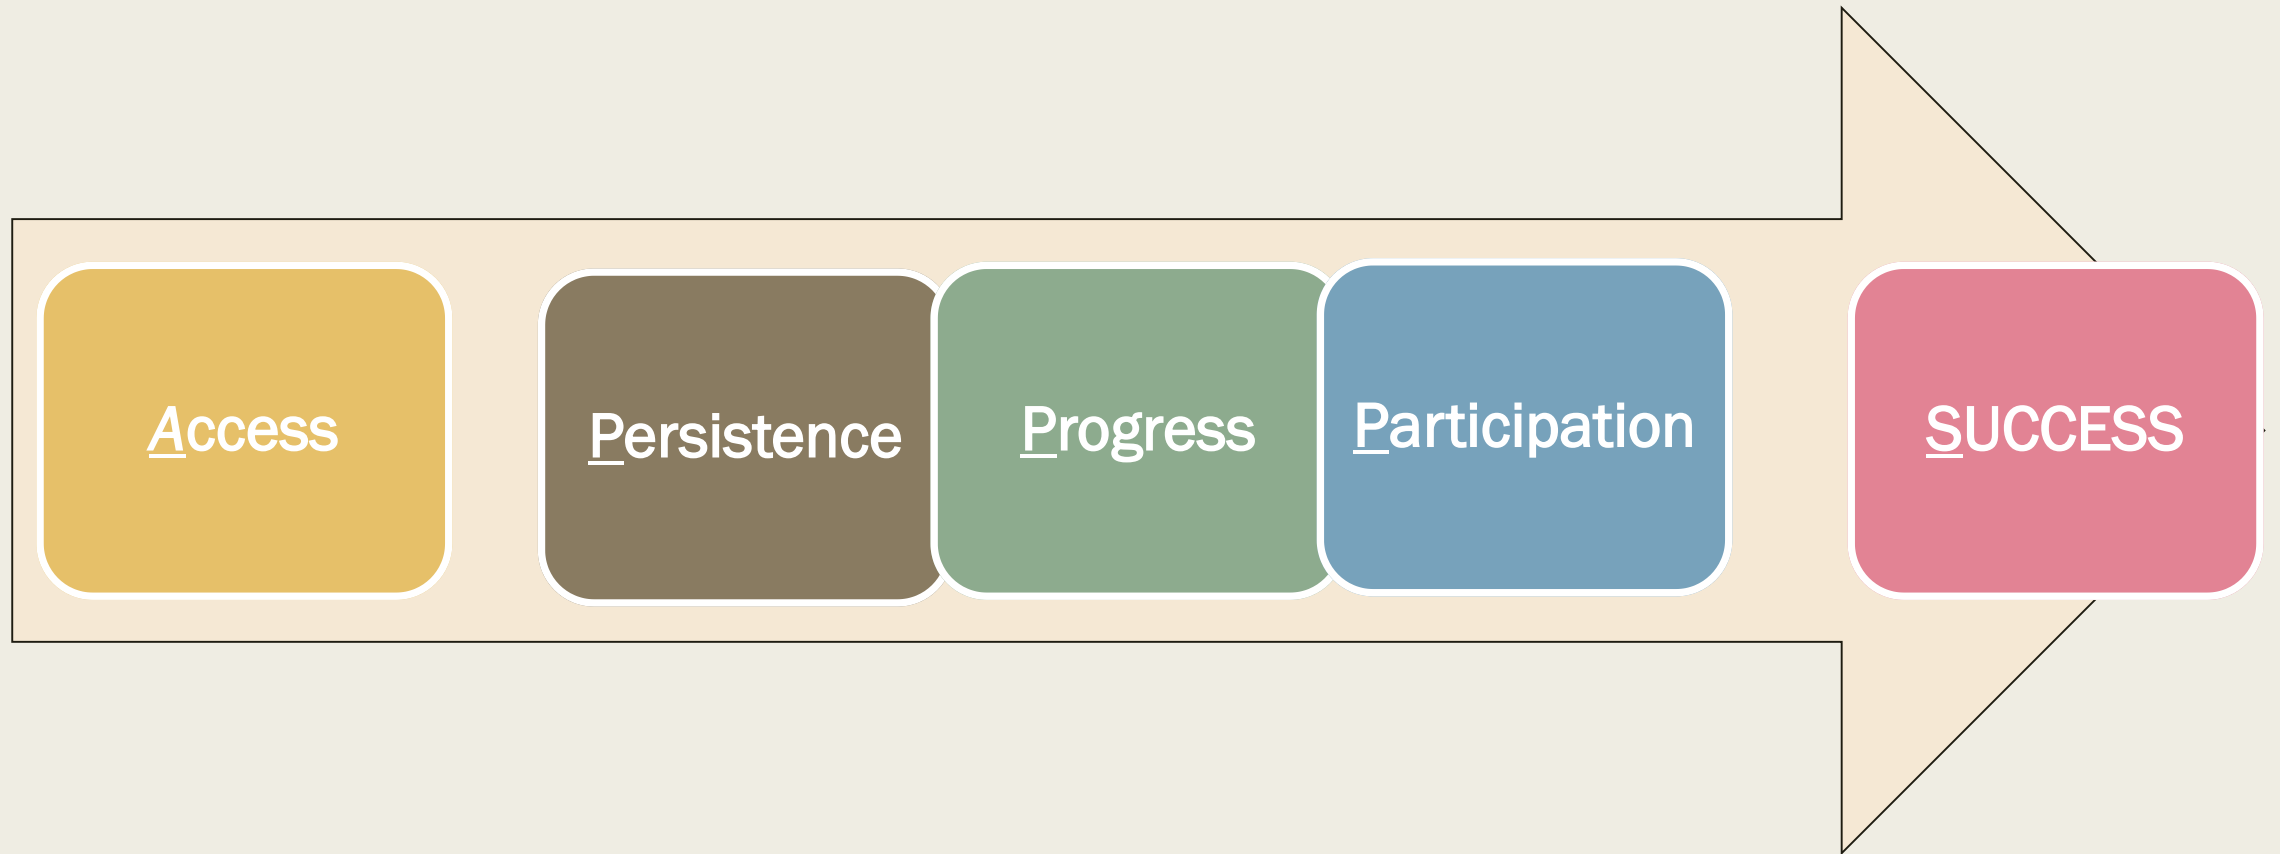 Access
Persistence
Progress
Participation
SUCCESS